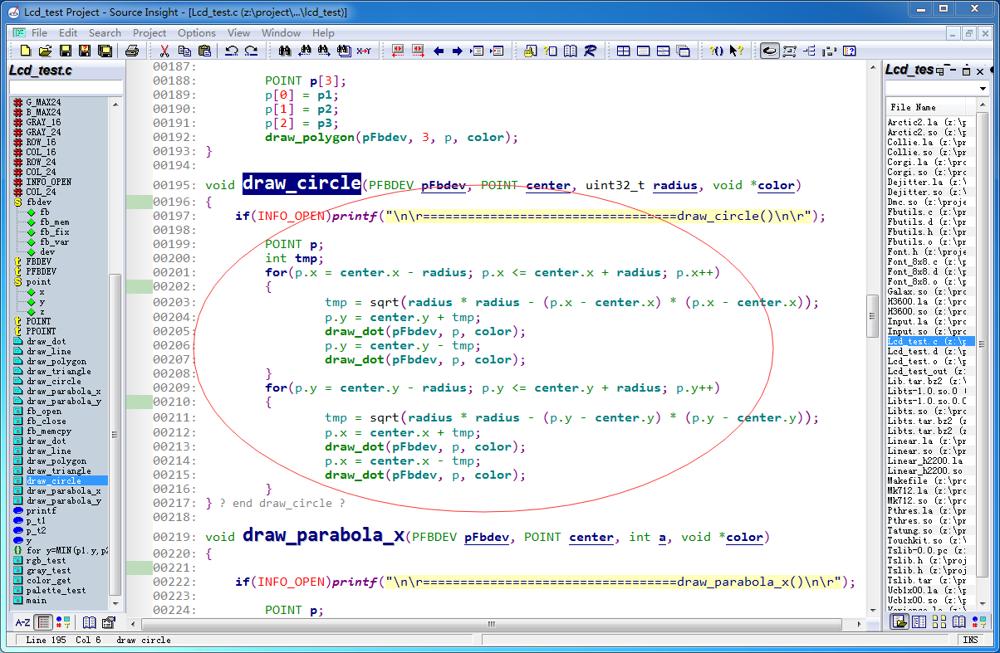 Lcd_test Project - Source Insight - [Lcd_test.c (z:\project\...\lcd_test)]
File Edit Search Project Options View Window Help
Lcd_test.c
G_MAX24
B_MAX24
GRAY_16
GRAY_24
ROW_16
COL_16
ROW_24
COL_24
INFO_OPEN
COL_24
fbdev
fb
fb_mem
fb_fix
fb_var
dev
FBDEV
PFBDEV
point
x
y
z
POINT
PPOINT
draw_dot
draw_line
draw_polygon
draw_triangle
draw_circle
draw_parabola_x
draw_parabola_y
fb_open
fb_close
fb_memcpy
draw_dot
draw_line
draw_polygon
draw_triangle
draw_circle
draw_parabola_x
draw_parabola_y
printf
p_t1
p_t2
y
for y=MIN(p1.y, p2
rgb_test
gray_test
color_get
palette_test
main
A-Z
00187:
00188: POINT p[3];
00189: p[0] = p1;
00190: p[1] = p2;
00191: p[2] = p3;
00192: draw_polygon(pFbdev, 3, p, color);
00193: }
00194:
00195: void draw_circle(PFBDEV pFbdev, POINT center, uint32_t radius, void *color)
00196: {
00197: if(INFO_OPEN)printf("\n\r==================================draw_circle()\n\r");
00198:
00199: POINT p;
00200: int tmp;
00201: for(p.x = center.x - radius; p.x <= center.x + radius; p.x++)
00202: {
00203: tmp = sqrt(radius * radius - (p.x - center.x) * (p.x - center.x));
00204: p.y = center.y + tmp;
00205: draw_dot(pFbdev, p, color);
00206: p.y = center.y - tmp;
00207: draw_dot(pFbdev, p, color);
00208: }
00209: for(p.y = center.y - radius; p.y <= center.y + radius; p.y++)
00210: {
00211: tmp = sqrt(radius * radius - (p.y - center.y) * (p.y - center.y));
00212: p.x = center.x + tmp;
00213: draw_dot(pFbdev, p, color);
00214: p.x = center.x - tmp;
00215: draw_dot(pFbdev, p, color);
00216: }
00217: } ? end draw_circle ?
00218:
00219: void draw_parabola_x(PFBDEV pFbdev, POINT center, int a, void *color)
00220: {
00221:
00222: if(INFO_OPEN)printf("\n\r==================================draw_parabola_x()\n\r");
00223:
00224: POINT p;
Lcd_tes
File Name
Arctic2.la (z:\p
Arctic2.so (z:\p
Collie.la (z:\pr
Collie.so (z:\pr
Corgi.la (z:\pro
Corgi.so (z:\pro
Dejitter.la (z:\
Dejitter.so (z:\
Dmc.so (z:\proje
Fbutils.c (z:\pr
Fbutils.d (z:\pr
Fbutils.h (z:\pr
Fbutils.o (z:\pr
Font.h (z:\proje
Font_8x8.c (z:\p
Font_8x8.d (z:\p
Font_8x8.o (z:\p
Galax.so (z:\prc
H3600.la (z:\prc
H3600.so (z:\prc
Input.la (z:\prc
Input.so (z:\prc
Lcd_test.c (z:\p
Lcd_test.d (z:\p
Lcd_test.o (z:\p
Lcd_test_out (z:
Lib.tar.bz2 (z:\
Libts-1.0.so.0 (
Libts-1.0.so.0.0
Libts.so (z:\prc
Libts.tar.bz2 (z
Libts.tar.bz2 (z
Linear.la (z:\pr
Linear.so (z:\pr
Linear_h2200.la
Linear_h2200.so
Makefile (z:\prc
Mk712.la (z:\prc
Mk712.so (z:\prc
Pthres.la (z:\pr
Pthres.so (z:\pr
Tatung.so (z:\pr
Touchkit.so (z:\
Tslib-0.0.pc (z:
Tslib.h (z:\proj
Tslib.h (z:\proj
Tslib.tar (z:\pr
Ucb1x00.la (z:\p
Ucb1x00.so (z:\p
Line 195 Col 6 draw_circle
INS